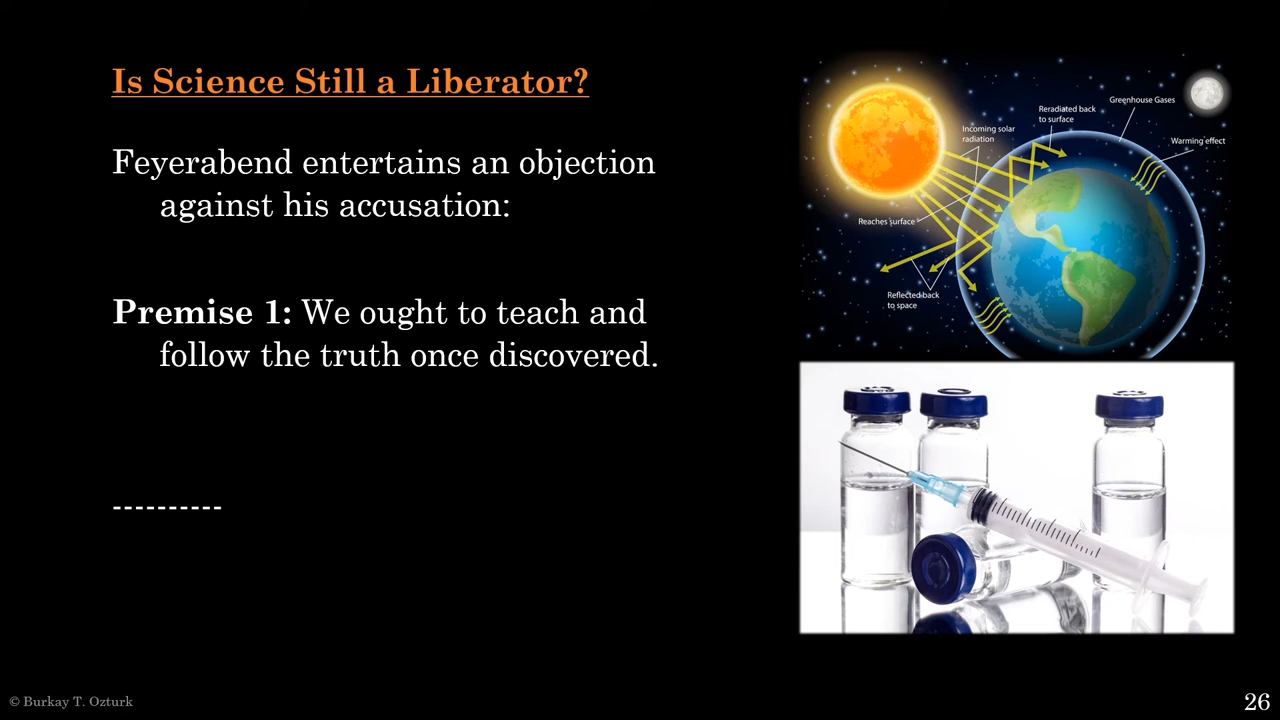 Is Science Still a Liberator?
Feyerabend entertains an objection
against his accusation:
Premise 1: We ought to teach and
follow the truth once discovered.
----------
Greenhouse Gases
Reradiated back
to surface
Incoming solar
radiation
Warming effect
Reaches surface
Reflected back
to space
© Burkay T. Ozturk
26